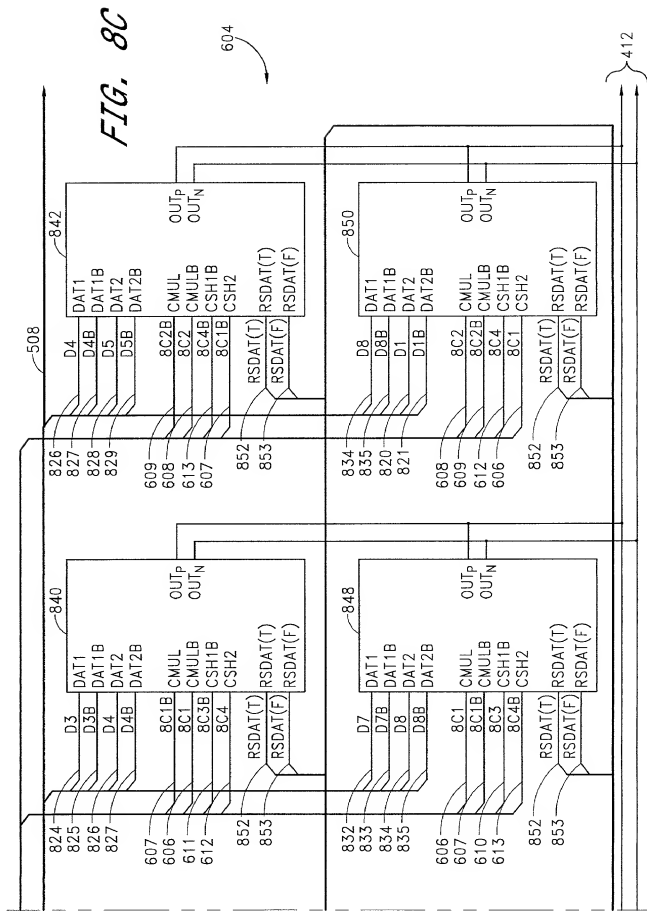 FIG. 8C
508
604
840
824
825
826
827
D3
D3B
D4
D4B
DAT1
DAT1B
DAT2
DAT2B
607
606
611
612
8C1B
8C1
8C3B
8C4
CMUL
CMULB
CSH1B
CSH2
OUTP
OUTN
852
853
RSDAT(T)
RSDAT(F)
RSDAT(T)
RSDAT(F)
842
826
827
828
829
D4
D4B
D5
D5B
DAT1
DAT1B
DAT2
DAT2B
609
608
613
607
8C2B
8C2
8C4B
8C1B
CMUL
CMULB
CSH1B
CSH2
OUTP
OUTN
852
853
RSDAT(T)
RSDAT(F)
RSDAT(T)
RSDAT(F)
848
832
833
834
835
D7
D7B
D8
D8B
DAT1
DAT1B
DAT2
DAT2B
606
607
610
613
8C1
8C1B
8C3
8C4B
CMUL
CMULB
CSH1B
CSH2
OUTP
OUTN
852
853
RSDAT(T)
RSDAT(F)
RSDAT(T)
RSDAT(F)
850
834
835
820
821
D8
D8B
D1
D1B
DAT1
DAT1B
DAT2
DAT2B
608
609
612
606
8C2
8C2B
8C4
8C1
CMUL
CMULB
CSH1B
CSH2
OUTP
OUTN
852
853
RSDAT(T)
RSDAT(F)
RSDAT(T)
RSDAT(F)
412